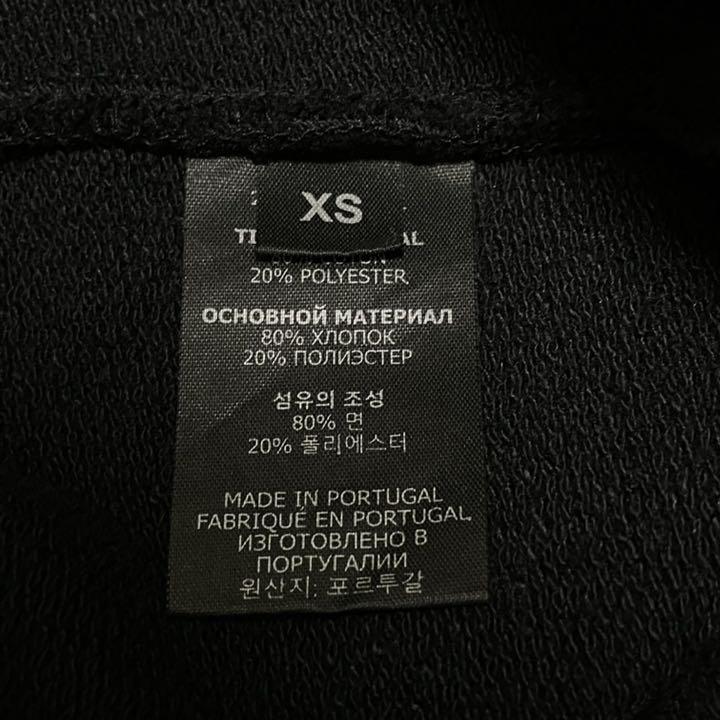 XS
20% POLYESTER
ОСНОВНОЙ МАТЕРИАЛ
80% ХЛОПОК
20% ПОЛИЭСТЕР
섬유의 조성
80% 면
20% 폴리에스터
MADE IN PORTUGAL
FABRIQUÉ EN PORTUGAL
ИЗГОТОВЛЕНО В
ПОРТУГАЛИИ
원산지: 포르투갈